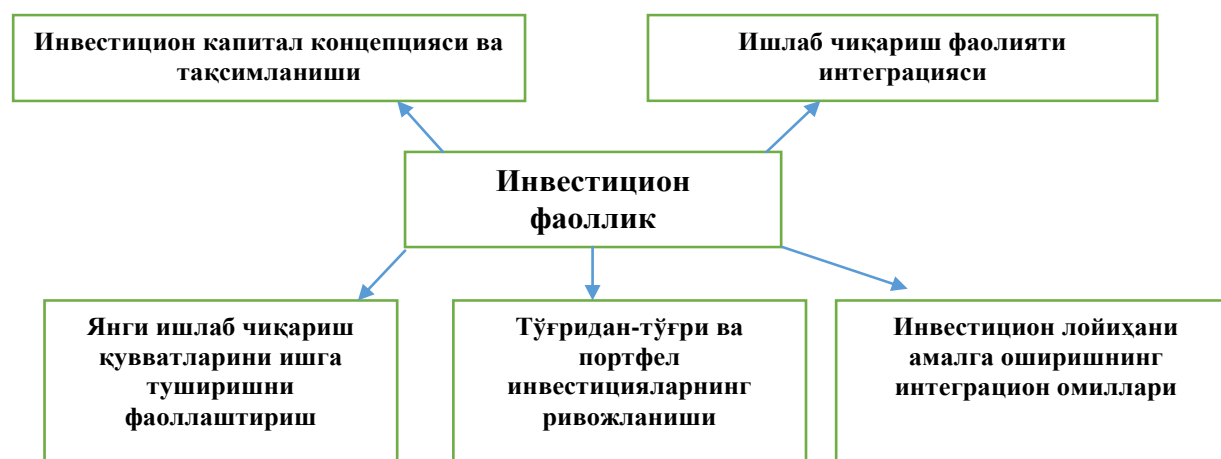 Инвестицион капитал концепцияси ва
тақсимланиши
Ишлаб чиқариш фаолияти
интеграцияси
Инвестицион
фаоллик
Янги ишлаб чиқариш
қувватларини ишга
туширишни
фаоллаштириш
Тўғридан-тўғри ва
портфел
инвестицияларнинг
ривожланиши
Инвестицион лойиҳани
амалга оширишнинг
интеграцион омиллари